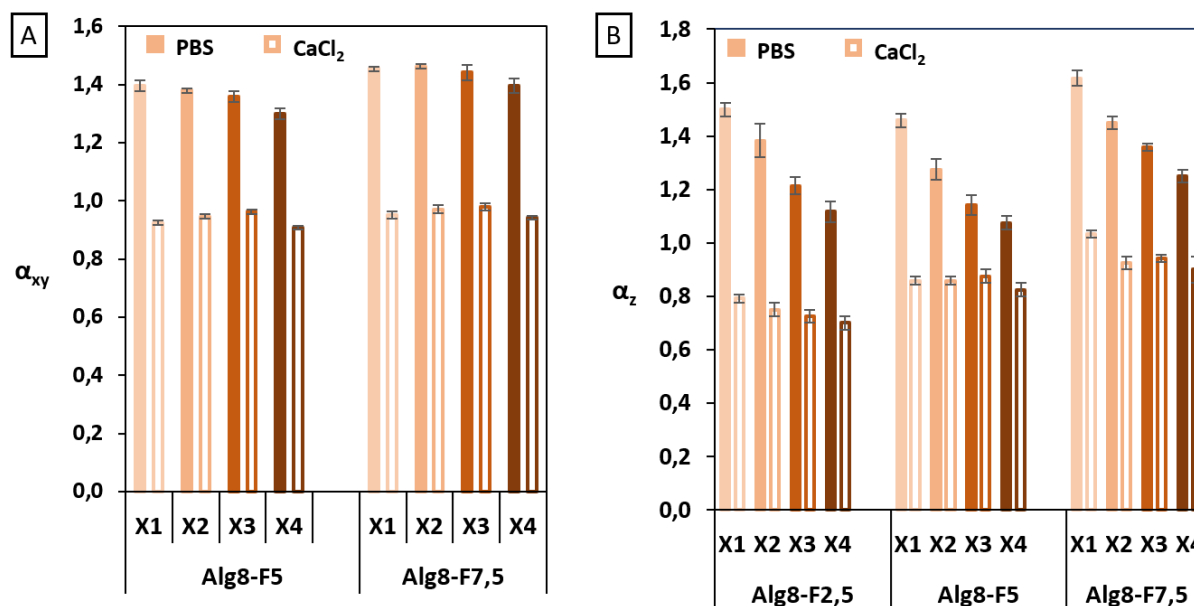 A
PBS CaCl₂
1,6
1,4
1,2
1,0
0,8
0,6
0,4
0,2
0,0
αxy
X1 X2 X3 X4 X1 X2 X3 X4
Alg8-F5 Alg8-F7,5
B
PBS CaCl₂
1,8
1,6
1,4
1,2
1,0
0,8
0,6
0,4
0,2
0,0
αz
X1 X2 X3 X4 X1 X2 X3 X4 X1 X2 X3 X4
Alg8-F2,5 Alg8-F5 Alg8-F7,5